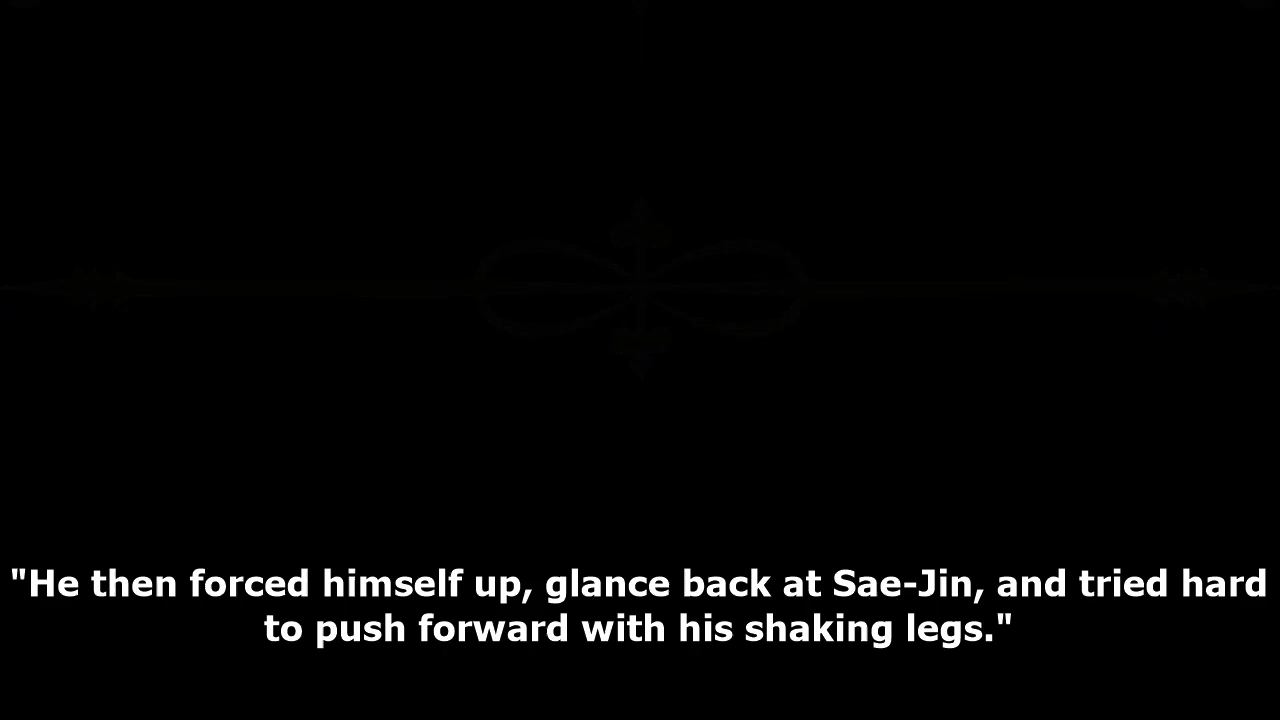 "He then forced himself up, glance back at Sae-Jin, and tried hard
to push forward with his shaking legs."